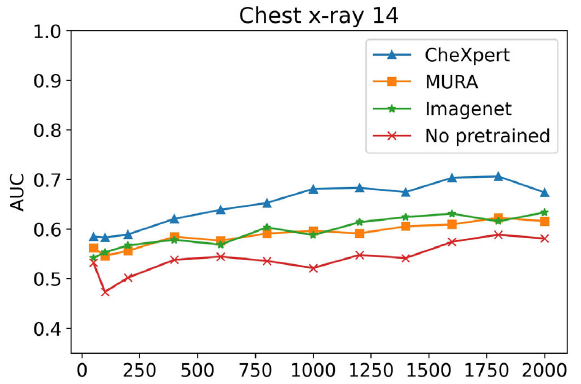 Chest x-ray 14
CheXpert
MURA
Imagenet
No pretrained
AUC
1.0
0.9
0.8
0.7
0.6
0.5
0.4
0 250 500 750 1000 1250 1500 1750 2000